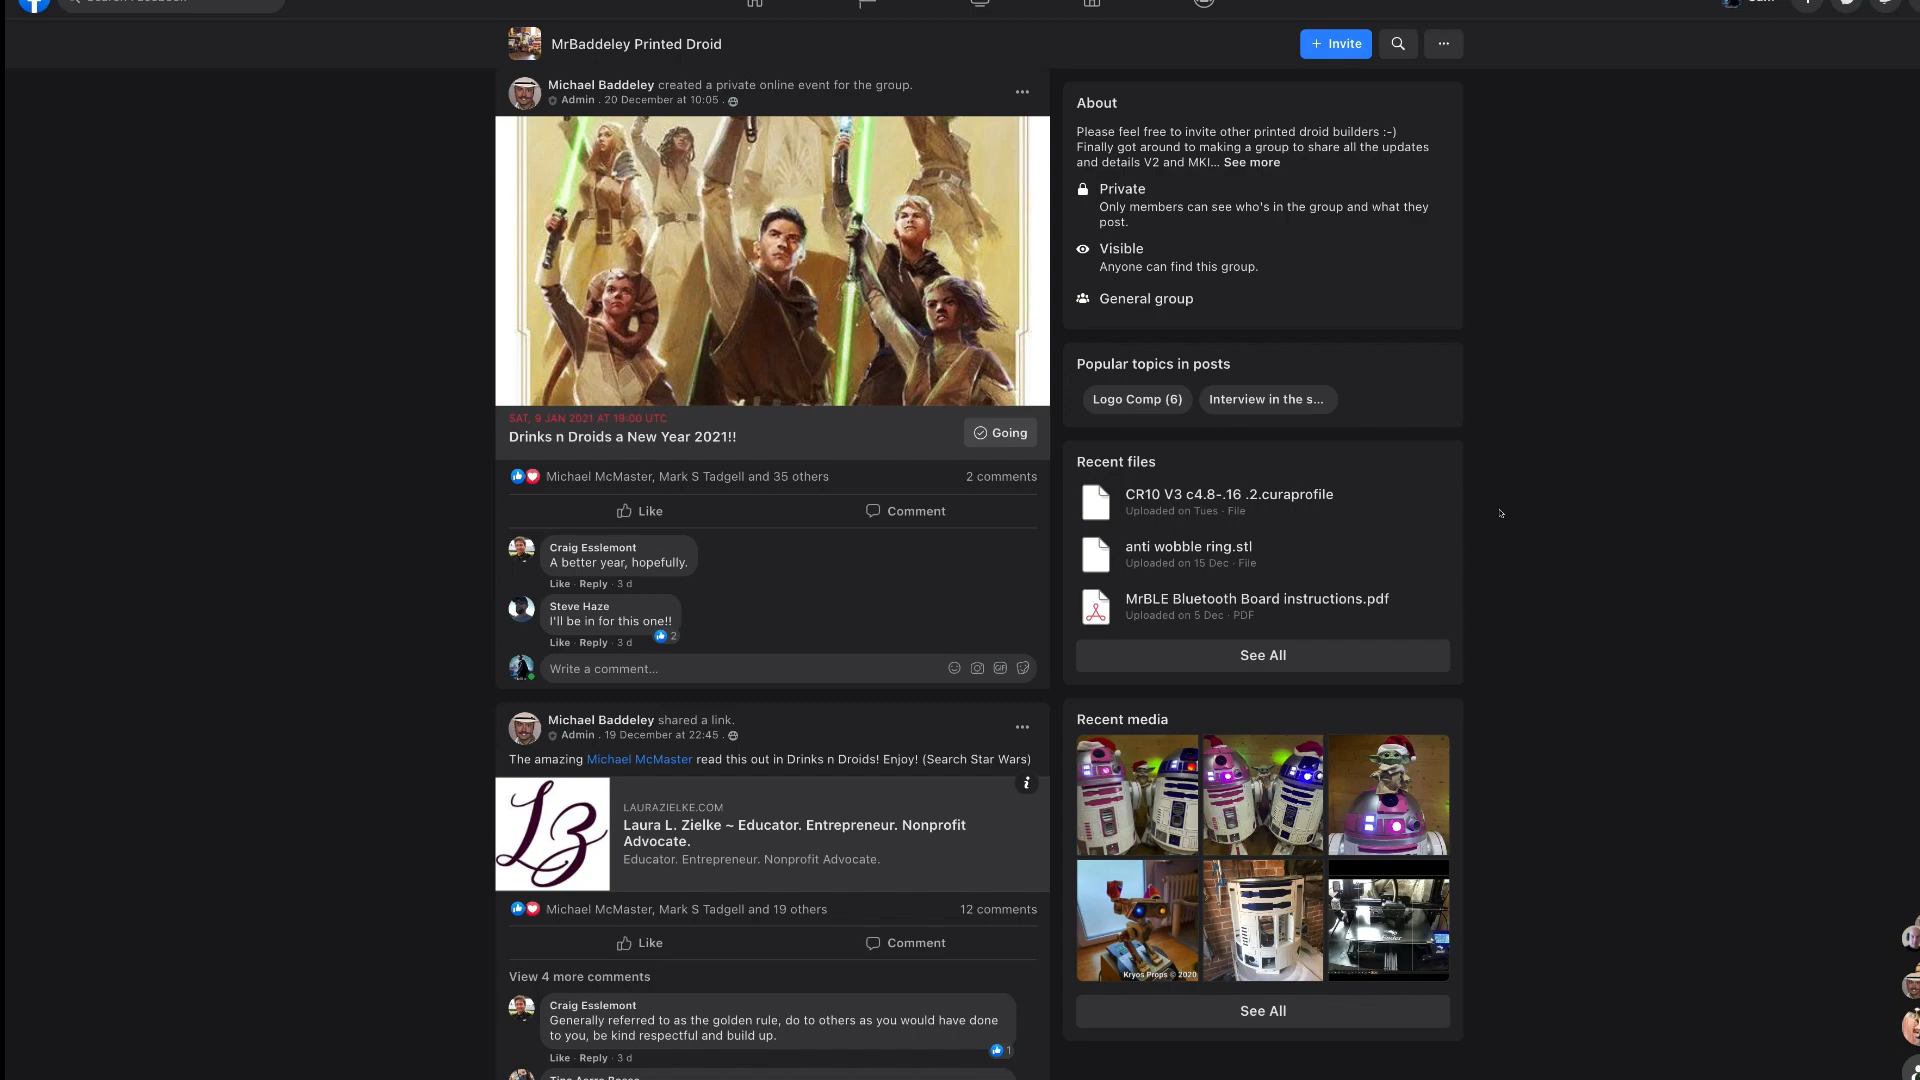 MrBaddeley Printed Droid
+ Invite
Michael Baddeley created a private online event for the group.
Admin . 20 December at 10:05 .
SAT, 9 JAN 2021 AT 19:00 UTC
Drinks n Droids a New Year 2021!!
Going
Michael McMaster, Mark S Tadgell and 35 others
2 comments
Like
Comment
Craig Esslemont
A better year, hopefully.
Like · Reply · 3 d
Steve Haze
I'll be in for this one!!
2
Like · Reply · 3 d
Write a comment...
GIF
Michael Baddeley shared a link.
Admin . 19 December at 22:45 .
The amazing Michael McMaster read this out in Drinks n Droids! Enjoy! (Search Star Wars)
LZ
LAURAZIELKE.COM
Laura L. Zielke ~ Educator. Entrepreneur. Nonprofit
Advocate.
Educator. Entrepreneur. Nonprofit Advocate.
Michael McMaster, Mark S Tadgell and 19 others
12 comments
Like
Comment
View 4 more comments
Craig Esslemont
Generally referred to as the golden rule, do to others as you would have done
to you, be kind respectful and build up.
1
Like · Reply · 3 d
About
Please feel free to invite other printed droid builders :-)
Finally got around to making a group to share all the updates
and details V2 and MKI... See more
Private
Only members can see who's in the group and what they
post.
Visible
Anyone can find this group.
General group
Popular topics in posts
Logo Comp (6)
Interview in the s...
Recent files
CR10 V3 c4.8-.16 .2.curaprofile
Uploaded on Tues · File
anti wobble ring.stl
Uploaded on 15 Dec · File
MrBLE Bluetooth Board instructions.pdf
Uploaded on 5 Dec · PDF
See All
Recent media
Kryos Props © 2020
See All